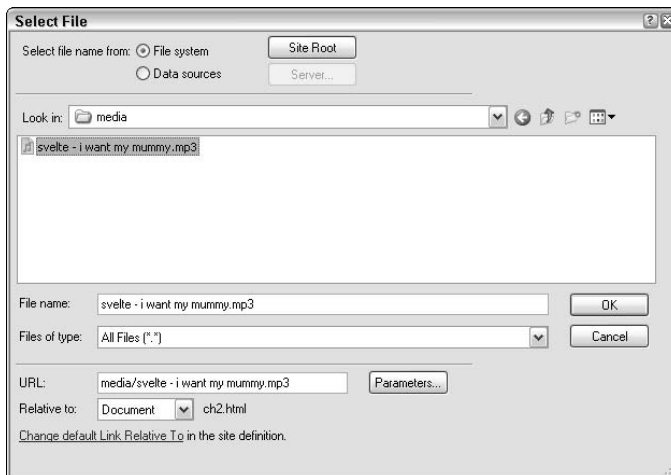 Select File
Select file name from: File system Site Root
Data sources Server...
Look in: media
svelte - i want my mummy.mp3
File name: svelte - i want my mummy.mp3 OK
Files of type: All Files (*.*) Cancel
URL: media/svelte - i want my mummy.mp3 Parameters...
Relative to: Document ch2.html
Change default Link Relative To in the site definition.